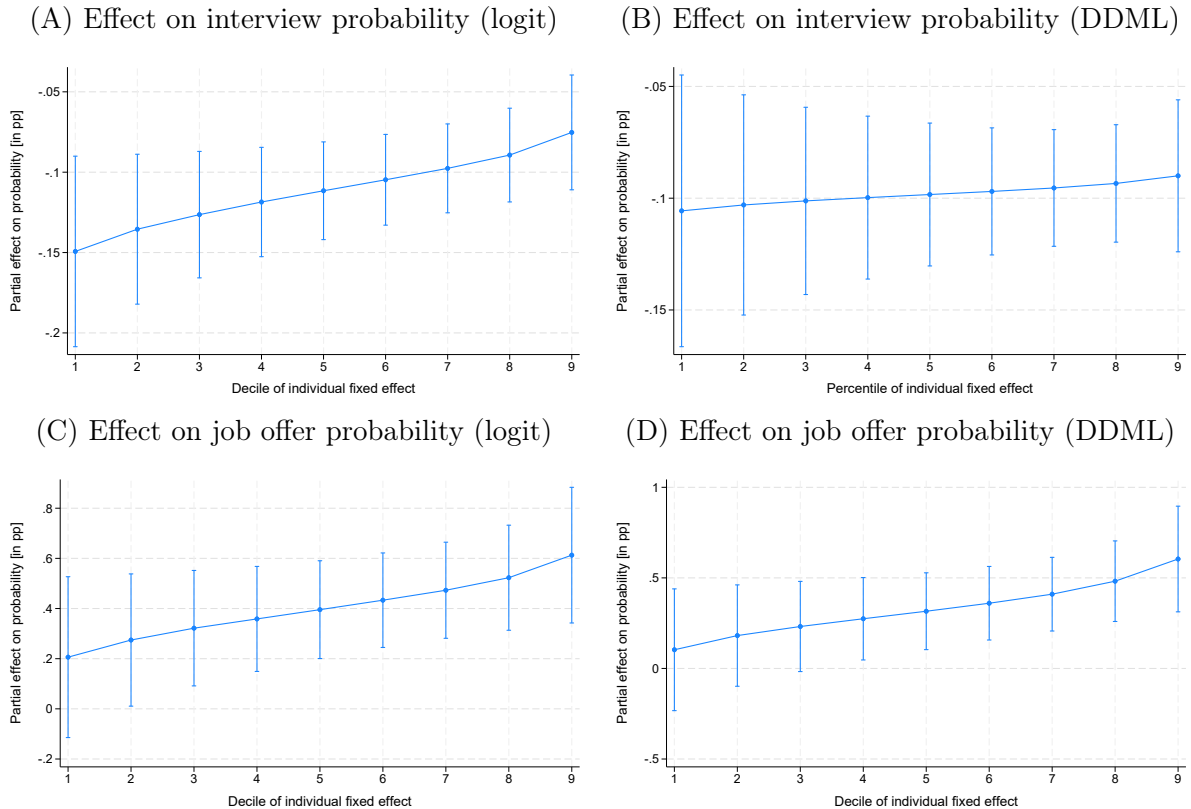 (A) Effect on interview probability (logit)
(B) Effect on interview probability (DDML)
Partial effect on probability [in pp]
-.05
-.1
-.15
-.2
1 2 3 4 5 6 7 8 9
Decile of individual fixed effect
Partial effect on probability [in pp]
-.05
-.1
-.15
1 2 3 4 5 6 7 8 9
Percentile of individual fixed effect
(C) Effect on job offer probability (logit)
(D) Effect on job offer probability (DDML)
Partial effect on probability [in pp]
.8
.6
.4
.2
0
-.2
1 2 3 4 5 6 7 8 9
Decile of individual fixed effect
Partial effect on probability [in pp]
1
.5
0
-.5
1 2 3 4 5 6 7 8 9
Decile of individual fixed effect